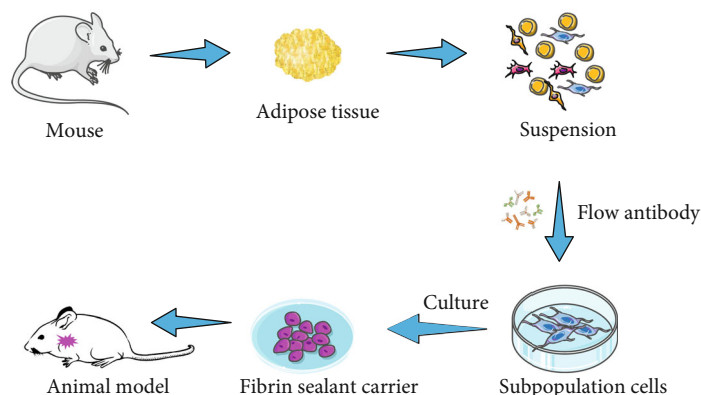 Mouse
Adipose tissue
Suspension
Flow antibody
Culture
Animal model
Fibrin sealant carrier
Subpopulation cells